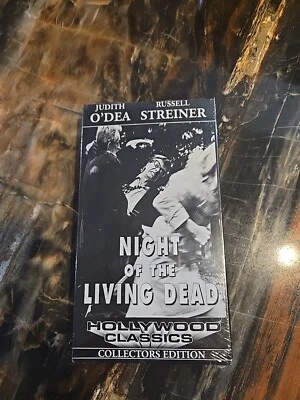 JUDITH RUSSELL
O'DEA STREINER
NIGHT
OF THE
LIVING DEAD
HOLLYWOOD
CLASSICS
COLLECTORS EDITION